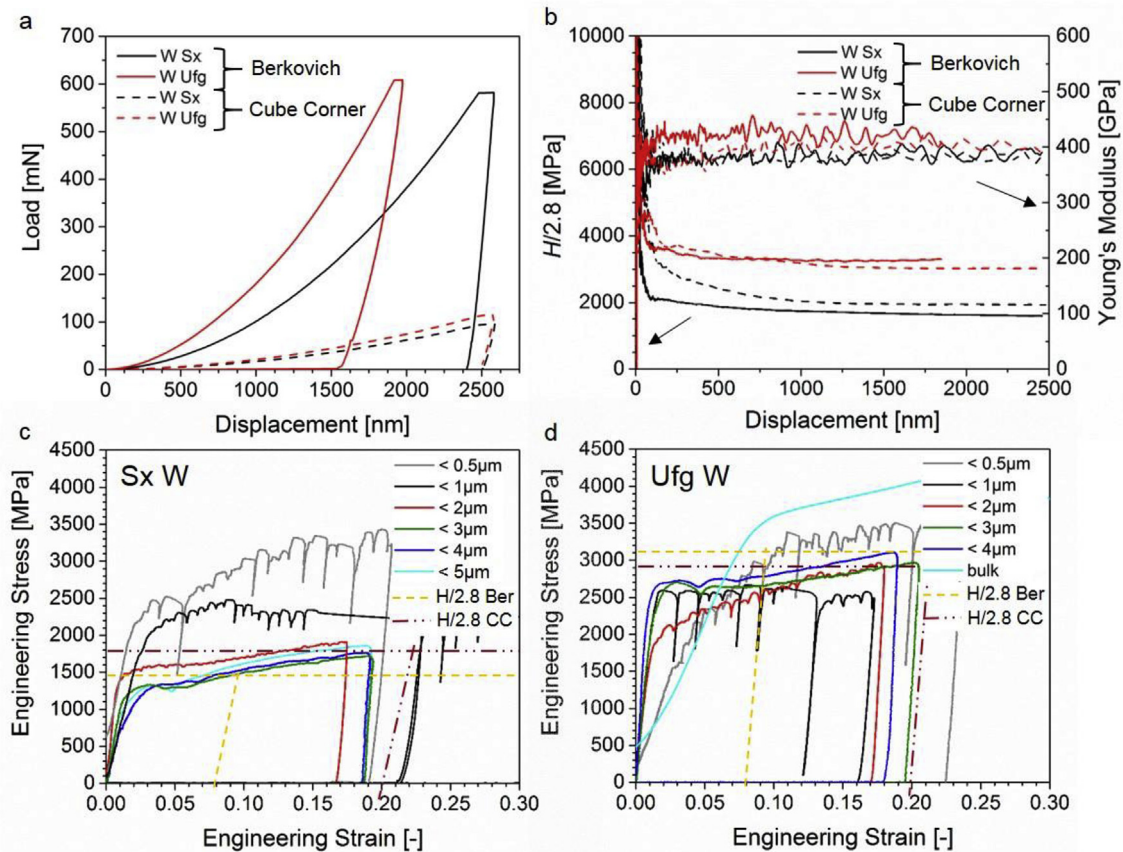 a
700
600
500
400
300
200
100
0
Load [mN]
W Sx
W Ufg
Berkovich
W Sx
W Ufg
Cube Corner
0 500 1000 1500 2000 2500
Displacement [nm]
b
10000
8000
6000
4000
2000
0
H/2.8 [MPa]
W Sx
W Ufg
Berkovich
W Sx
W Ufg
Cube Corner
600
500
400
300
200
100
0
Young's Modulus [GPa]
0 500 1000 1500 2000 2500
Displacement [nm]
c
4500
4000
3500
3000
2500
2000
1500
1000
500
0
Engineering Stress [MPa]
Sx W
< 0.5µm
< 1µm
< 2µm
< 3µm
< 4µm
< 5µm
H/2.8 Ber
H/2.8 CC
0.00 0.05 0.10 0.15 0.20 0.25 0.30
Engineering Strain [-]
d
4500
4000
3500
3000
2500
2000
1500
1000
500
0
Engineering Stress [MPa]
Ufg W
< 0.5µm
< 1µm
< 2µm
< 3µm
< 4µm
bulk
H/2.8 Ber
H/2.8 CC
0.00 0.05 0.10 0.15 0.20 0.25 0.30
Engineering Strain [-]